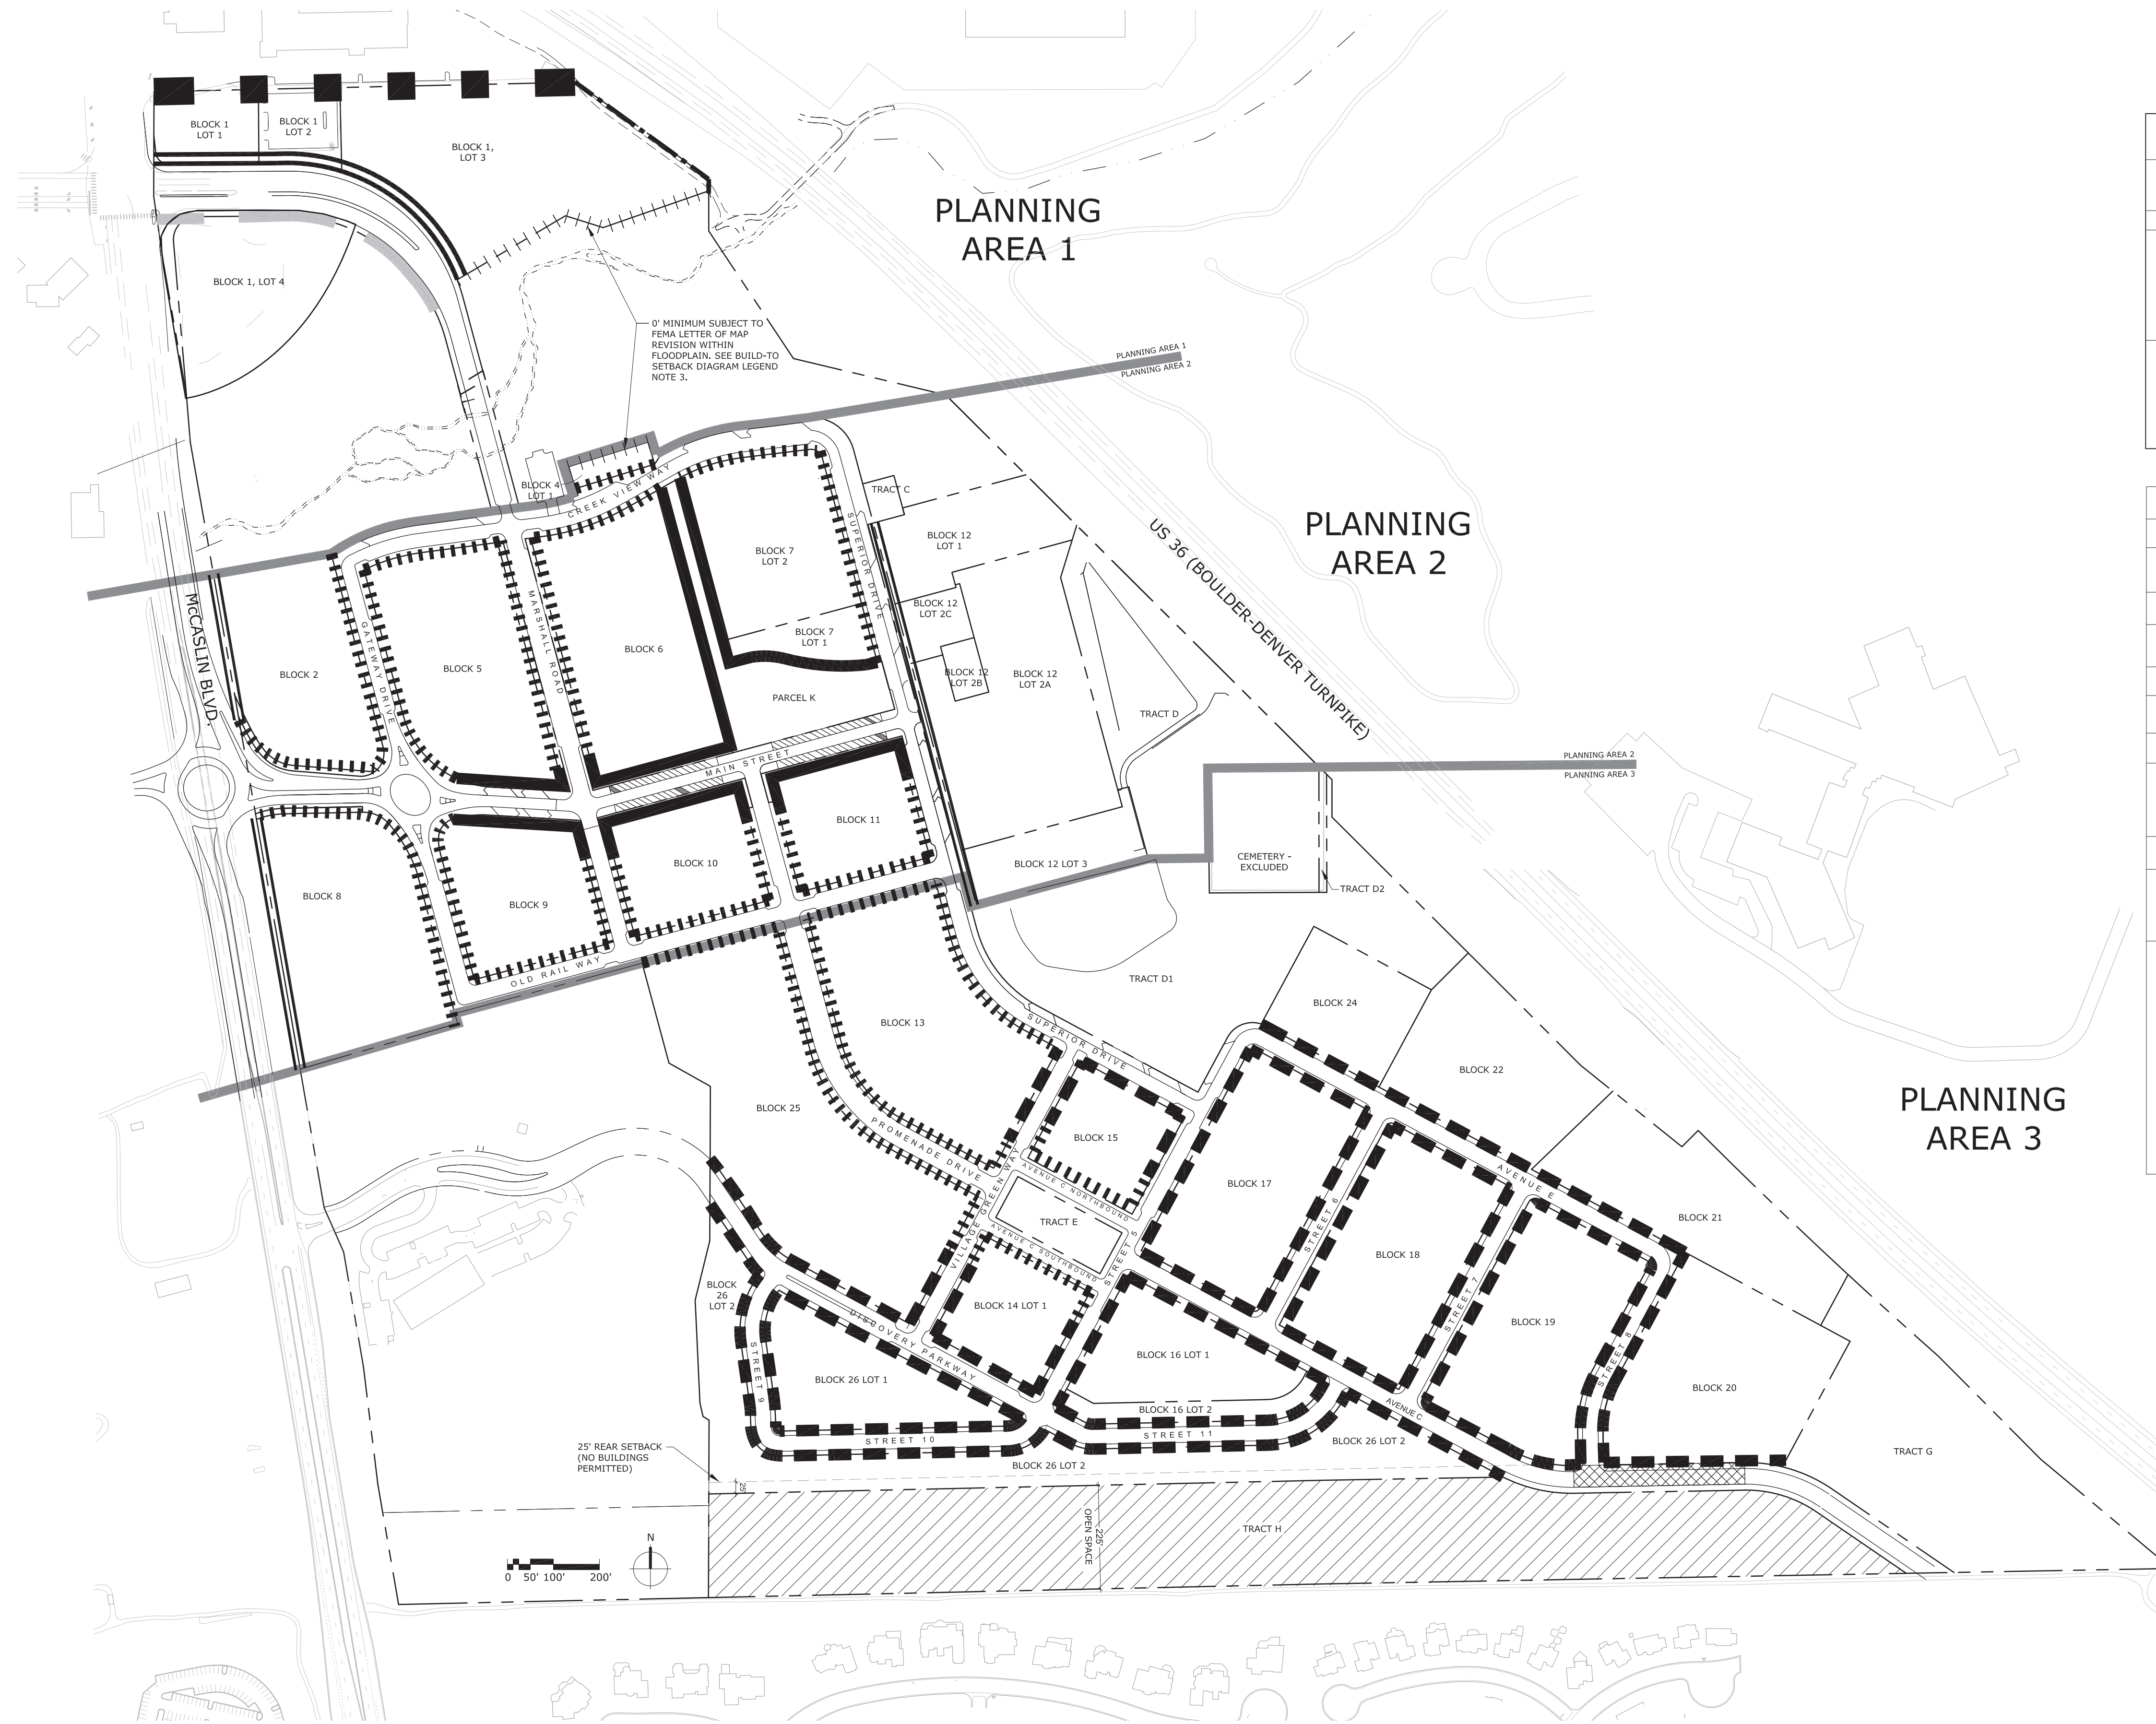 BLOCK 1
LOT 1
BLOCK 1
LOT 2
BLOCK 1,
LOT 3
PLANNING
AREA 1
BLOCK 1, LOT 4
0' MINIMUM SUBJECT TO
FEMA LETTER OF MAP
REVISION WITHIN
FLOODPLAIN. SEE BUILD-TO
SETBACK DIAGRAM LEGEND
NOTE 3.
PLANNING AREA 1
PLANNING AREA 2
BLOCK 4
LOT 1
CREEK VIEW WAY
TRACT C
SUPERIOR DRIVE
BLOCK 12
LOT 1
US 36 (BOULDER-DENVER TURNPIKE)
PLANNING
AREA 2
BLOCK 7
LOT 2
McCASLIN BLVD.
GATEWAY DRIVE
MARSHALL ROAD
BLOCK 12
LOT 2C
BLOCK 7
LOT 1
BLOCK 6
BLOCK 5
BLOCK 2
BLOCK 12
LOT 2B
BLOCK 12
LOT 2A
PARCEL K
TRACT D
MAIN STREET
PLANNING AREA 2
PLANNING AREA 3
BLOCK 11
BLOCK 10
BLOCK 12 LOT 3
CEMETERY -
EXCLUDED
TRACT D2
BLOCK 8
BLOCK 9
OLD RAIL WAY
TRACT D1
BLOCK 24
BLOCK 13
SUPERIOR DRIVE
BLOCK 22
BLOCK 25
PROMENADE DRIVE
PLANNING
AREA 3
BLOCK 15
VILLAGE GREEN WAY
AVENUE C NORTHBOUND
BLOCK 17
AVENUE E
TRACT E
AVENUE C SOUTHBOUND
STREET 5
STREET 6
BLOCK 21
BLOCK 18
BLOCK
26
LOT 2
BLOCK 14 LOT 1
STREET 7
BLOCK 19
DISCOVERY PARKWAY
STREET 8
BLOCK 16 LOT 1
STREET 9
BLOCK 26 LOT 1
BLOCK 20
AVENUE C
BLOCK 16 LOT 2
STREET 10
STREET 11
BLOCK 26 LOT 2
25' REAR SETBACK
(NO BUILDINGS
PERMITTED)
BLOCK 26 LOT 2
TRACT G
25'
225'
OPEN SPACE
TRACT H
N
0 50' 100' 200'